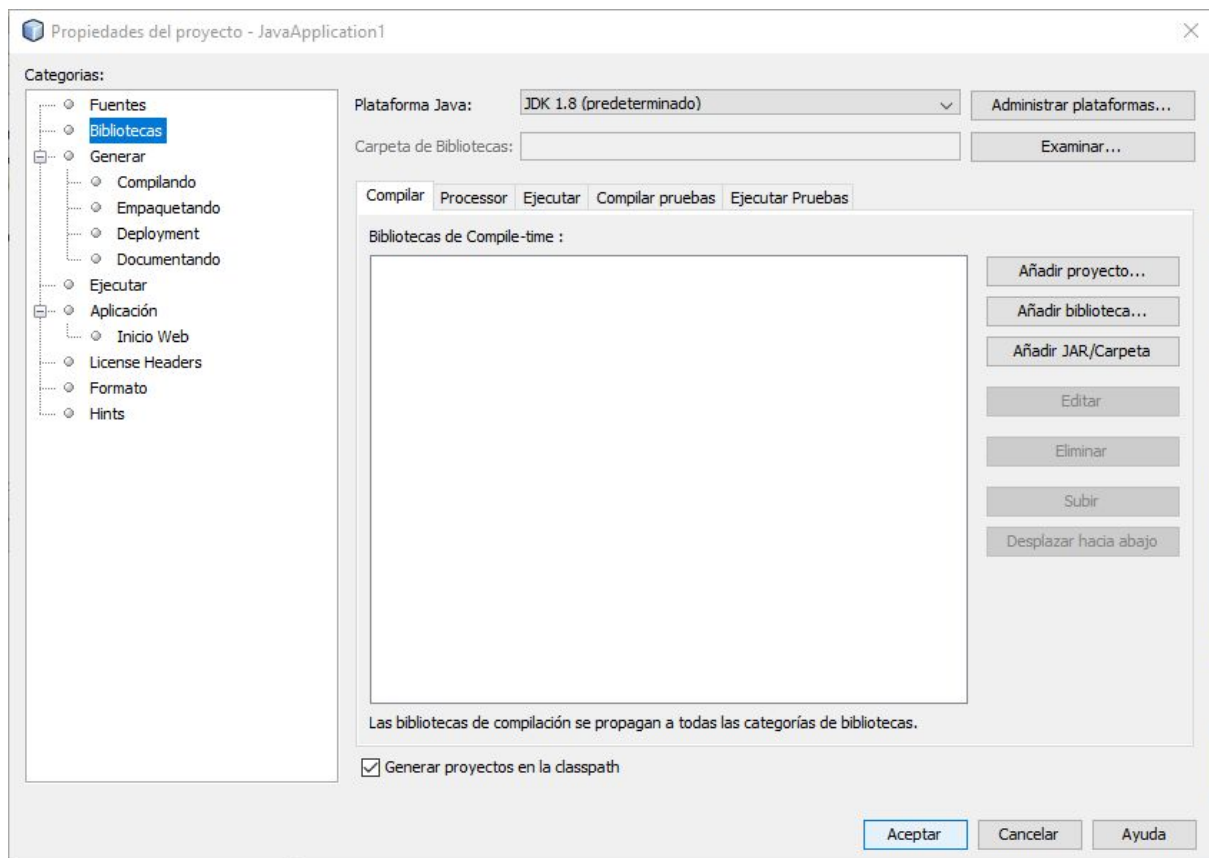 Propiedades del proyecto - JavaApplication1
Categorias:
Fuentes
Bibliotecas
Generar
Compilando
Empaquetando
Deployment
Documentando
Ejecutar
Aplicación
Inicio Web
License Headers
Formato
Hints
Plataforma Java:
JDK 1.8 (predeterminado)
Administrar plataformas...
Carpeta de Bibliotecas:
Examinar...
Compilar Processor Ejecutar Compilar pruebas Ejecutar Pruebas
Bibliotecas de Compile-time :
Añadir proyecto...
Añadir biblioteca...
Añadir JAR/Carpeta
Editar
Eliminar
Subir
Desplazar hacia abajo
Las bibliotecas de compilación se propagan a todas las categorías de bibliotecas.
Generar proyectos en la classpath
Aceptar Cancelar Ayuda